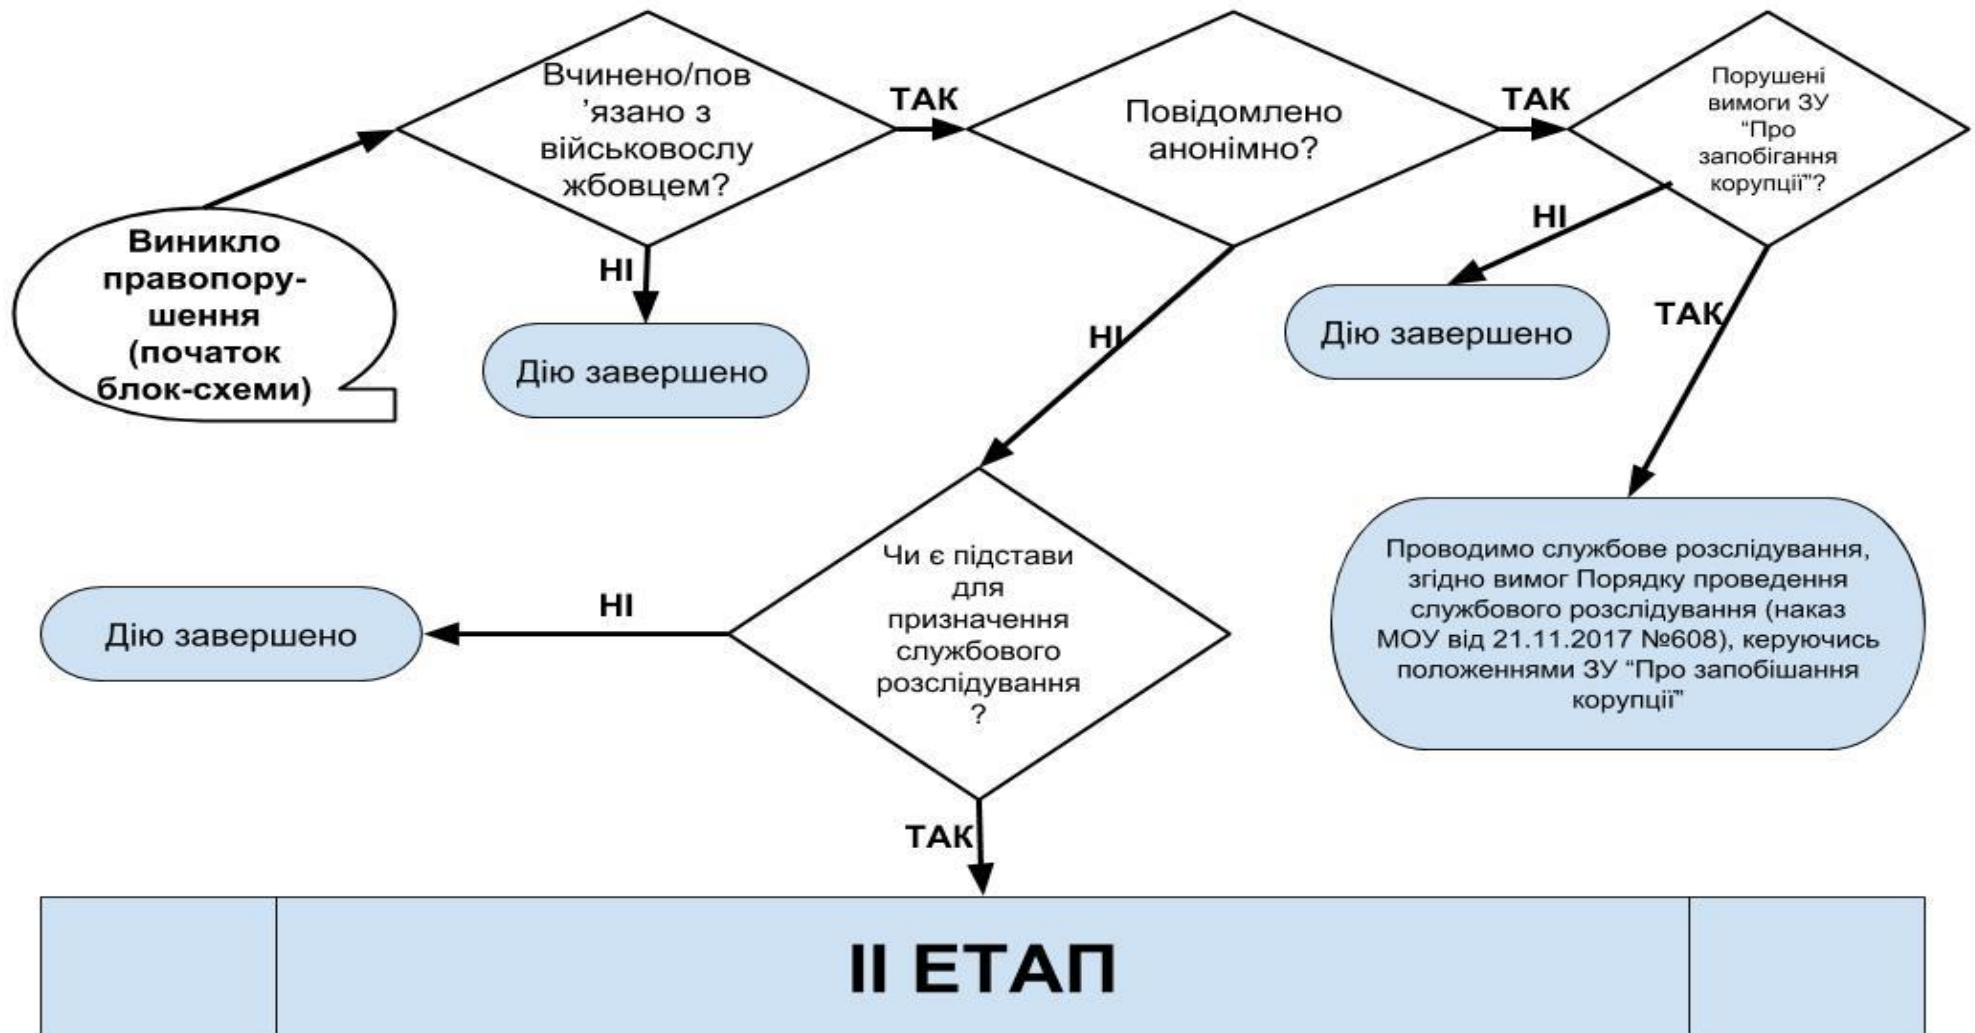 Вчинено/пов
’язано з
військовослу
жбовцем?
ТАК
Повідомлено
анонімно?
ТАК
Порушені
вимоги ЗУ
“Про
запобігання
корупції”?
Виникло
правопору-
шення
(початок
блок-схеми)
НІ
Дію завершено
НІ
НІ
Дію завершено
ТАК
Чи є підстави
для
призначення
службового
розслідування
?
НІ
Дію завершено
Проводимо службове розслідування,
згідно вимог Порядку проведення
службового розслідування (наказ
МОУ від 21.11.2017 №608), керуючись
положеннями ЗУ “Про запобішання
корупції”
ТАК
ІІ ЕТАП